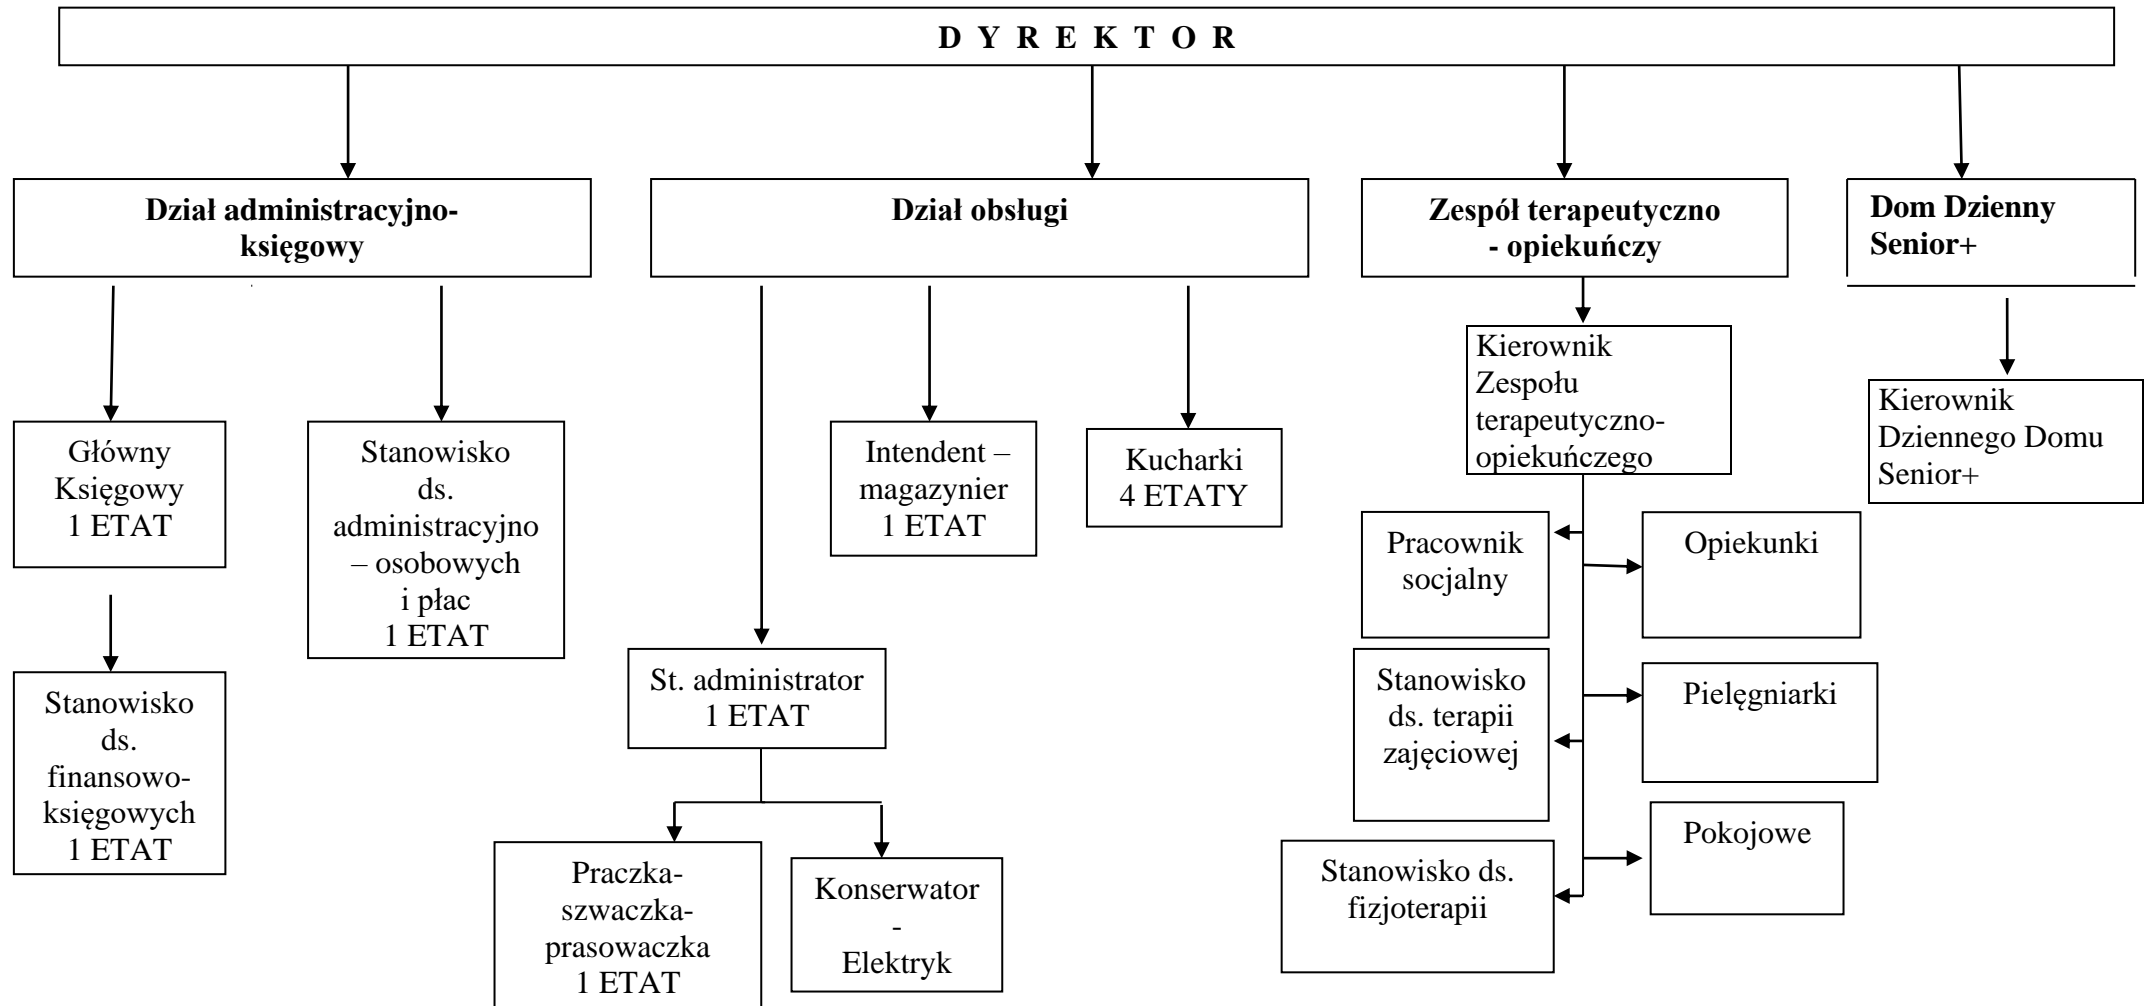 D Y R E K T O R
Dział administracyjno-
księgowy
Dział obsługi
Zespół terapeutyczno
- opiekuńczy
Dom Dzienny
Senior+
Główny
Księgowy
1 ETAT
Stanowisko
ds.
administracyjno
– osobowych
i płac
1 ETAT
Stanowisko
ds.
finansowo-
księgowych
1 ETAT
Intendent –
magazynier
1 ETAT
Kucharki
4 ETATY
St. administrator
1 ETAT
Praczka-
szwaczka-
prasowaczka
1 ETAT
Konserwator
-
Elektryk
Kierownik
Zespołu
terapeutyczno-
opiekuńczego
Pracownik
socjalny
Opiekunki
Stanowisko
ds. terapii
zajęciowej
Pielęgniarki
Stanowisko ds.
fizjoterapii
Pokojowe
Kierownik
Dziennego Domu
Senior+